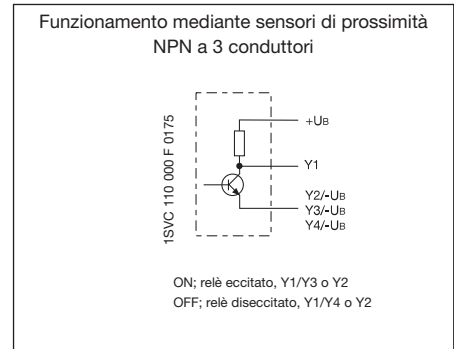 Funzionamento mediante sensori di prossimità
NPN a 3 conduttori
1SVC 110 000 F 0175
+UB
Y1
Y2/-UB
Y3/-UB
Y4/-UB
ON; relè eccitato, Y1/Y3 o Y2
OFF; relè diseccitato, Y1/Y4 o Y2